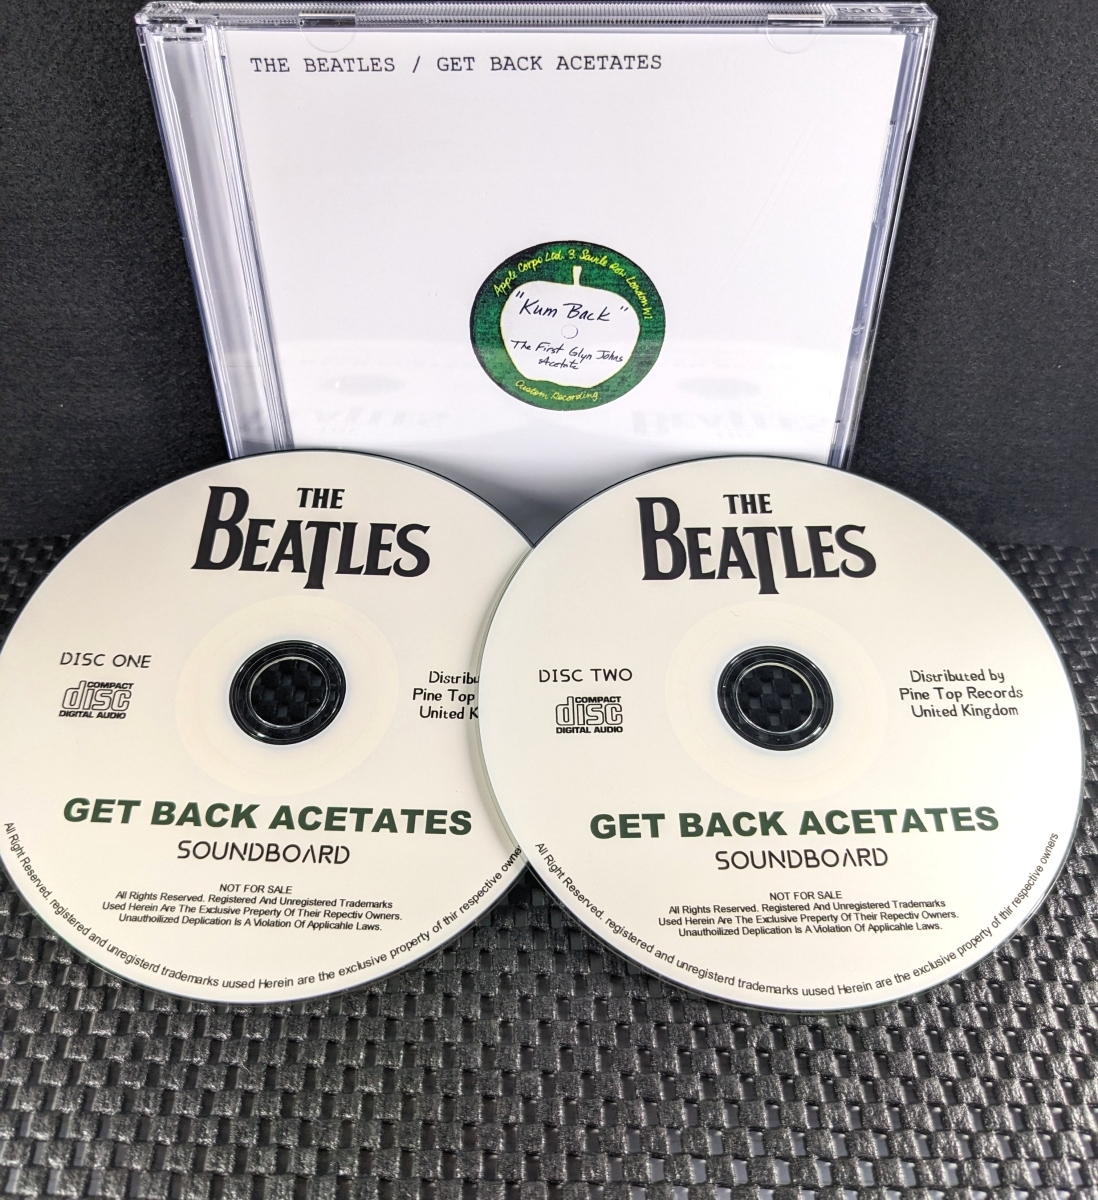 THE BEATLES / GET BACK ACETATES
Apple Corps Ltd. 3. Savile Row London W1
"Kum Back"
The First Glyn Johns
Acetate
Custom Recording.
THE
BEATLES
DISC ONE
COMPACT
disc
DIGITAL AUDIO
Distribu
Pine Top
United K
GET BACK ACETATES
SOUNDBOARD
NOT FOR SALE
All Rights Reserved. Registered And Unregistered Trademarks
Used Herein Are The Exclusive Preperty Of Their Repectiv Owners.
Unauthoilized Deplication Is A Violation Of Applicahle Laws.
All Right Reserved. registered and unregisterd trademarks uused Herein are the exclusive property of thir respective owne
THE
BEATLES
DISC TWO
COMPACT
disc
DIGITAL AUDIO
Distributed by
Pine Top Records
United Kingdom
GET BACK ACETATES
SOUNDBOARD
NOT FOR SALE
All Rights Reserved. Registered And Unregistered Trademarks
Used Herein Are The Exclusive Preperty Of Their Repectiv Owners.
Unauthoilized Deplication Is A Violation Of Applicahle Laws.
All Right Reserved. registered and unregisterd trademarks uused Herein are the exclusive property of thir respective owners